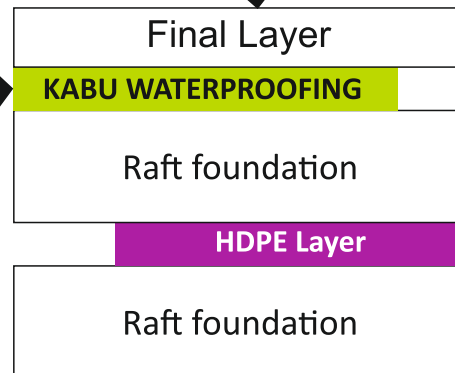 Final Layer
KABU WATERPROOFING
Raft foundation
HDPE Layer
Raft foundation